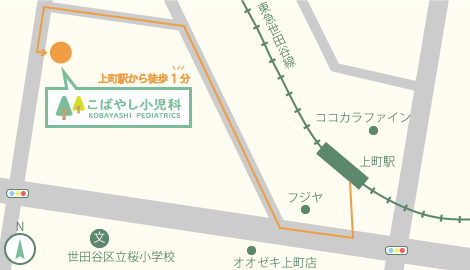 東急世田谷線
上町駅から徒歩1分
こばやし小児科
KOBAYASHI PEDIATRICS
ココカラファイン
上町駅
フジヤ
N
文
世田谷区立桜小学校
オオゼキ上町店